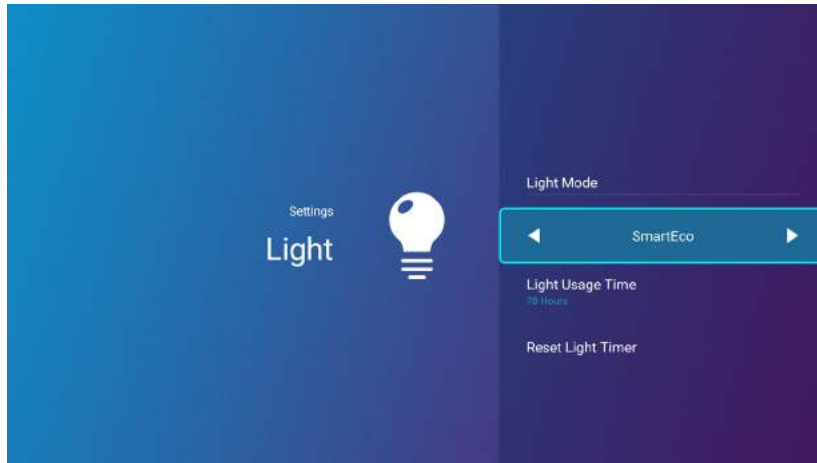 Settings
Light
Light Mode
SmartEco
Light Usage Time
78 Hours
Reset Light Timer